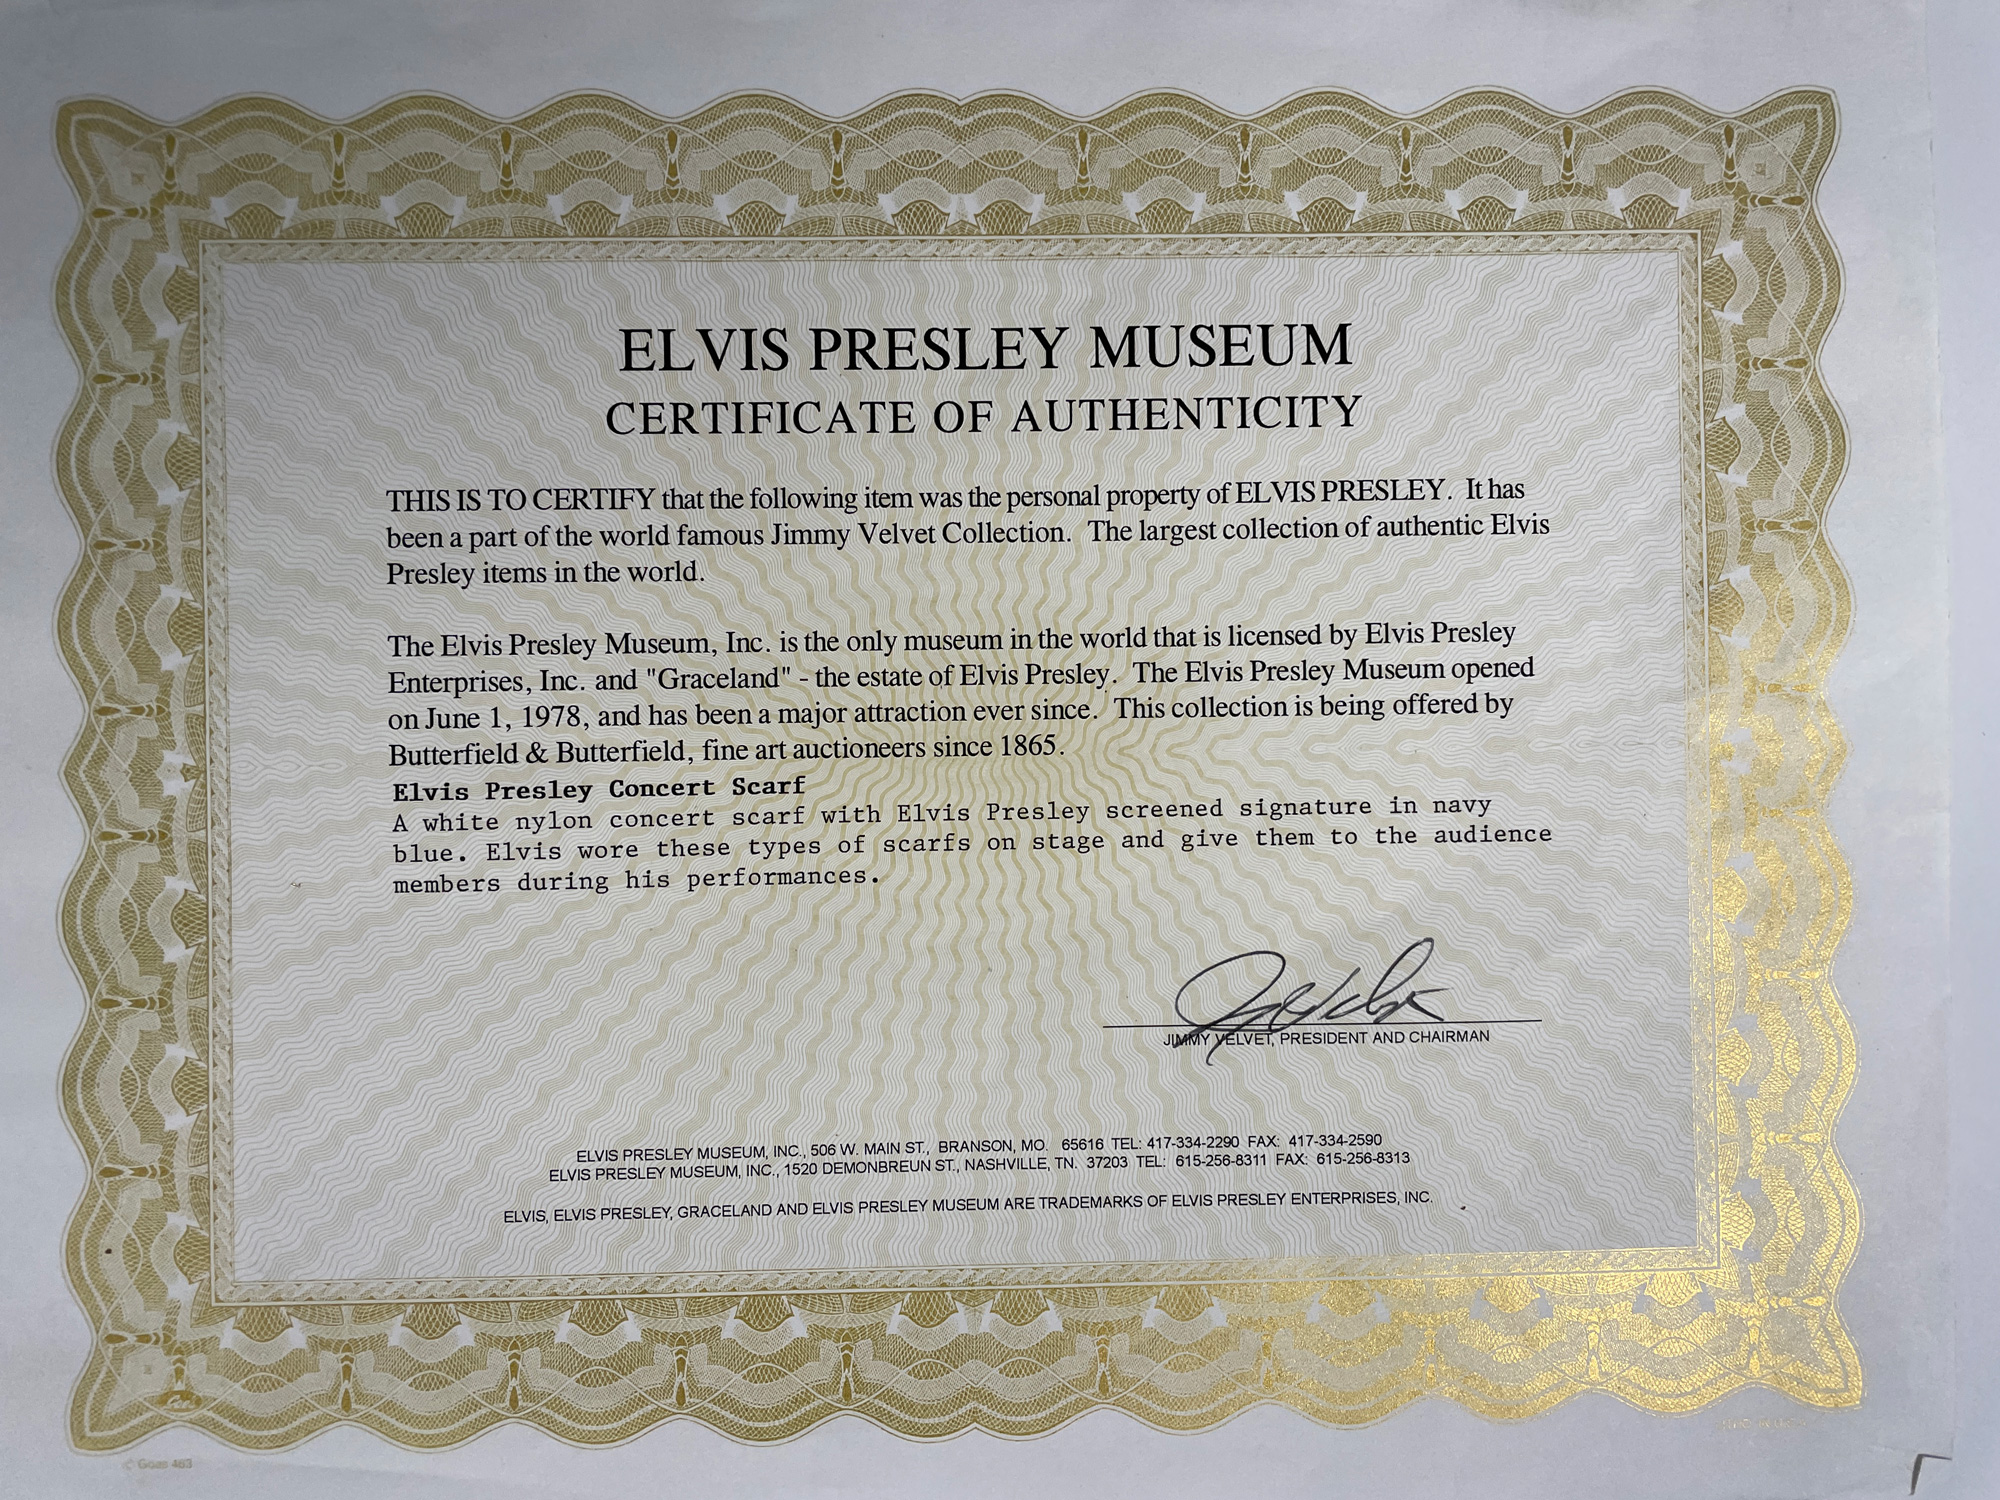 ELVIS PRESLEY MUSEUM
CERTIFICATE OF AUTHENTICITY
THIS IS TO CERTIFY that the following item was the personal property of ELVIS PRESLEY. It has
been a part of the world famous Jimmy Velvet Collection. The largest collection of authentic Elvis
Presley items in the world.
The Elvis Presley Museum, Inc. is the only museum in the world that is licensed by Elvis Presley
Enterprises, Inc. and "Graceland" - the estate of Elvis Presley. The Elvis Presley Museum opened
on June 1, 1978, and has been a major attraction ever since. This collection is being offered by
Butterfield & Butterfield, fine art auctioneers since 1865.
Elvis Presley Concert Scarf
A white nylon concert scarf with Elvis Presley screened signature in navy
blue. Elvis wore these types of scarfs on stage and give them to the audience
members during his performances.
JIMMY VELVET, PRESIDENT AND CHAIRMAN
ELVIS PRESLEY MUSEUM, INC., 506 W. MAIN ST., BRANSON, MO. 65616 TEL: 417-334-2290 FAX: 417-334-2590
ELVIS PRESLEY MUSEUM, INC., 1520 DEMONBREUN ST., NASHVILLE, TN. 37203 TEL: 615-256-8311 FAX: 615-256-8313
ELVIS, ELVIS PRESLEY, GRACELAND AND ELVIS PRESLEY MUSEUM ARE TRADEMARKS OF ELVIS PRESLEY ENTERPRISES, INC.
© Goes 463